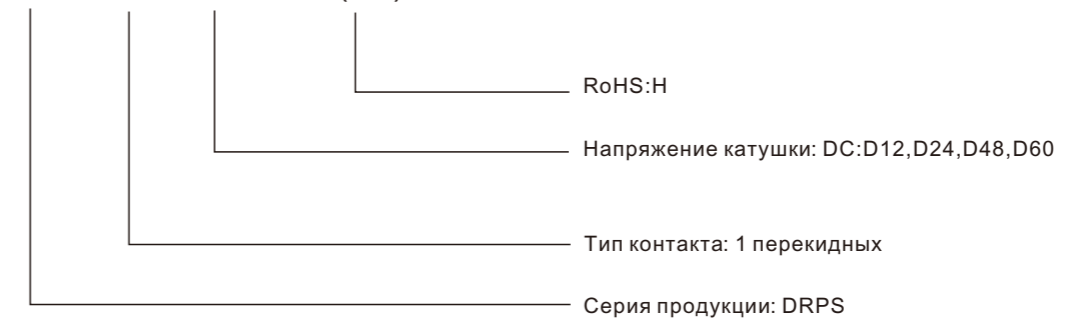 RoHS:H
Напряжение катушки: DC:D12,D24,D48,D60
Тип контакта: 1 перекидных
Серия продукции: DRPS